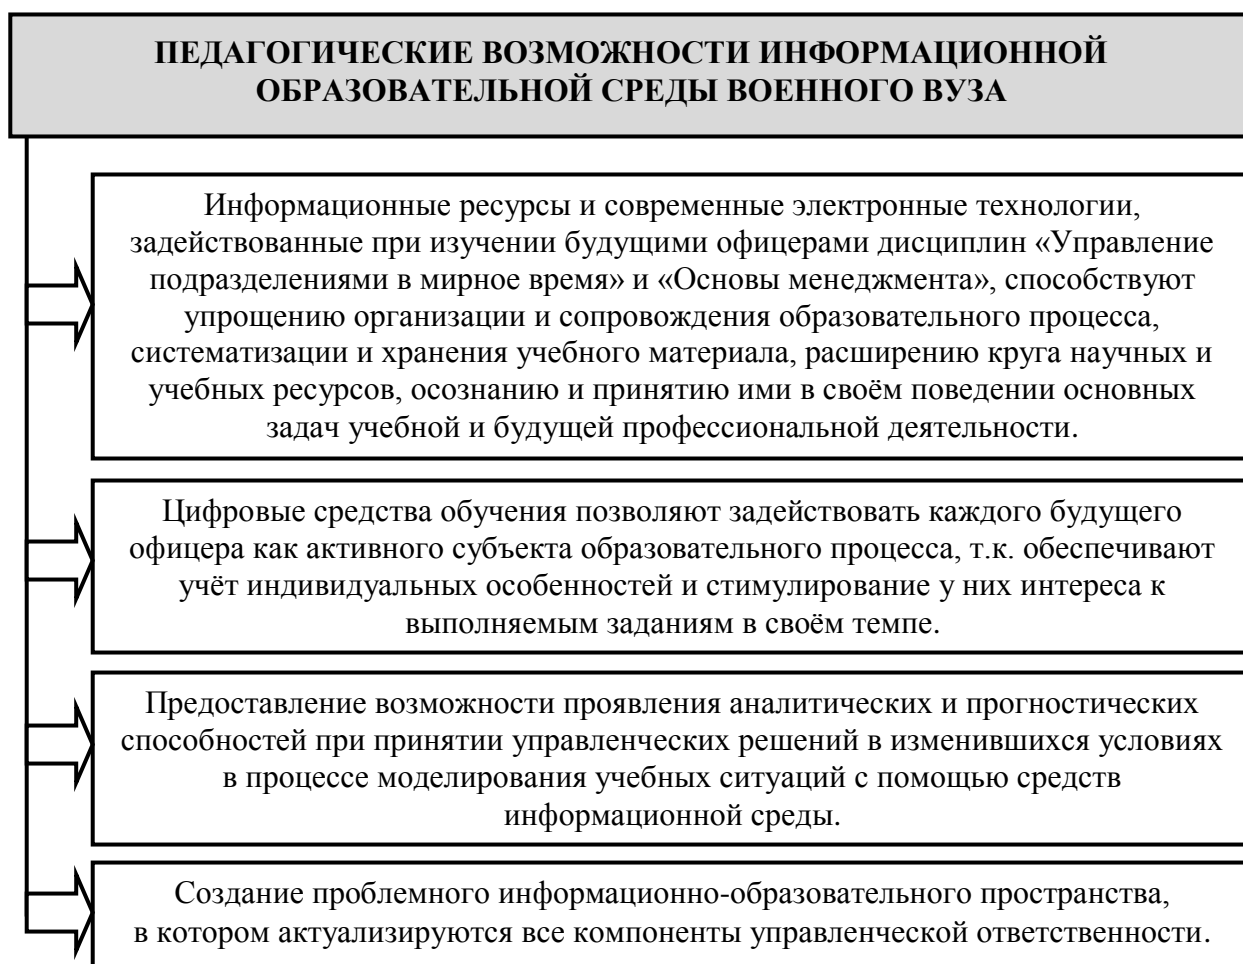 ПЕДАГОГИЧЕСКИЕ ВОЗМОЖНОСТИ ИНФОРМАЦИОННОЙ
ОБРАЗОВАТЕЛЬНОЙ СРЕДЫ ВОЕННОГО ВУЗА
Информационные ресурсы и современные электронные технологии,
задействованные при изучении будущими офицерами дисциплин «Управление
подразделениями в мирное время» и «Основы менеджмента», способствуют
упрощению организации и сопровождения образовательного процесса,
систематизации и хранения учебного материала, расширению круга научных и
учебных ресурсов, осознанию и принятию ими в своём поведении основных
задач учебной и будущей профессиональной деятельности.
Цифровые средства обучения позволяют задействовать каждого будущего
офицера как активного субъекта образовательного процесса, т.к. обеспечивают
учёт индивидуальных особенностей и стимулирование у них интереса к
выполняемым заданиям в своём темпе.
Предоставление возможности проявления аналитических и прогностических
способностей при принятии управленческих решений в изменившихся условиях
в процессе моделирования учебных ситуаций с помощью средств
информационной среды.
Создание проблемного информационно-образовательного пространства,
в котором актуализируются все компоненты управленческой ответственности.